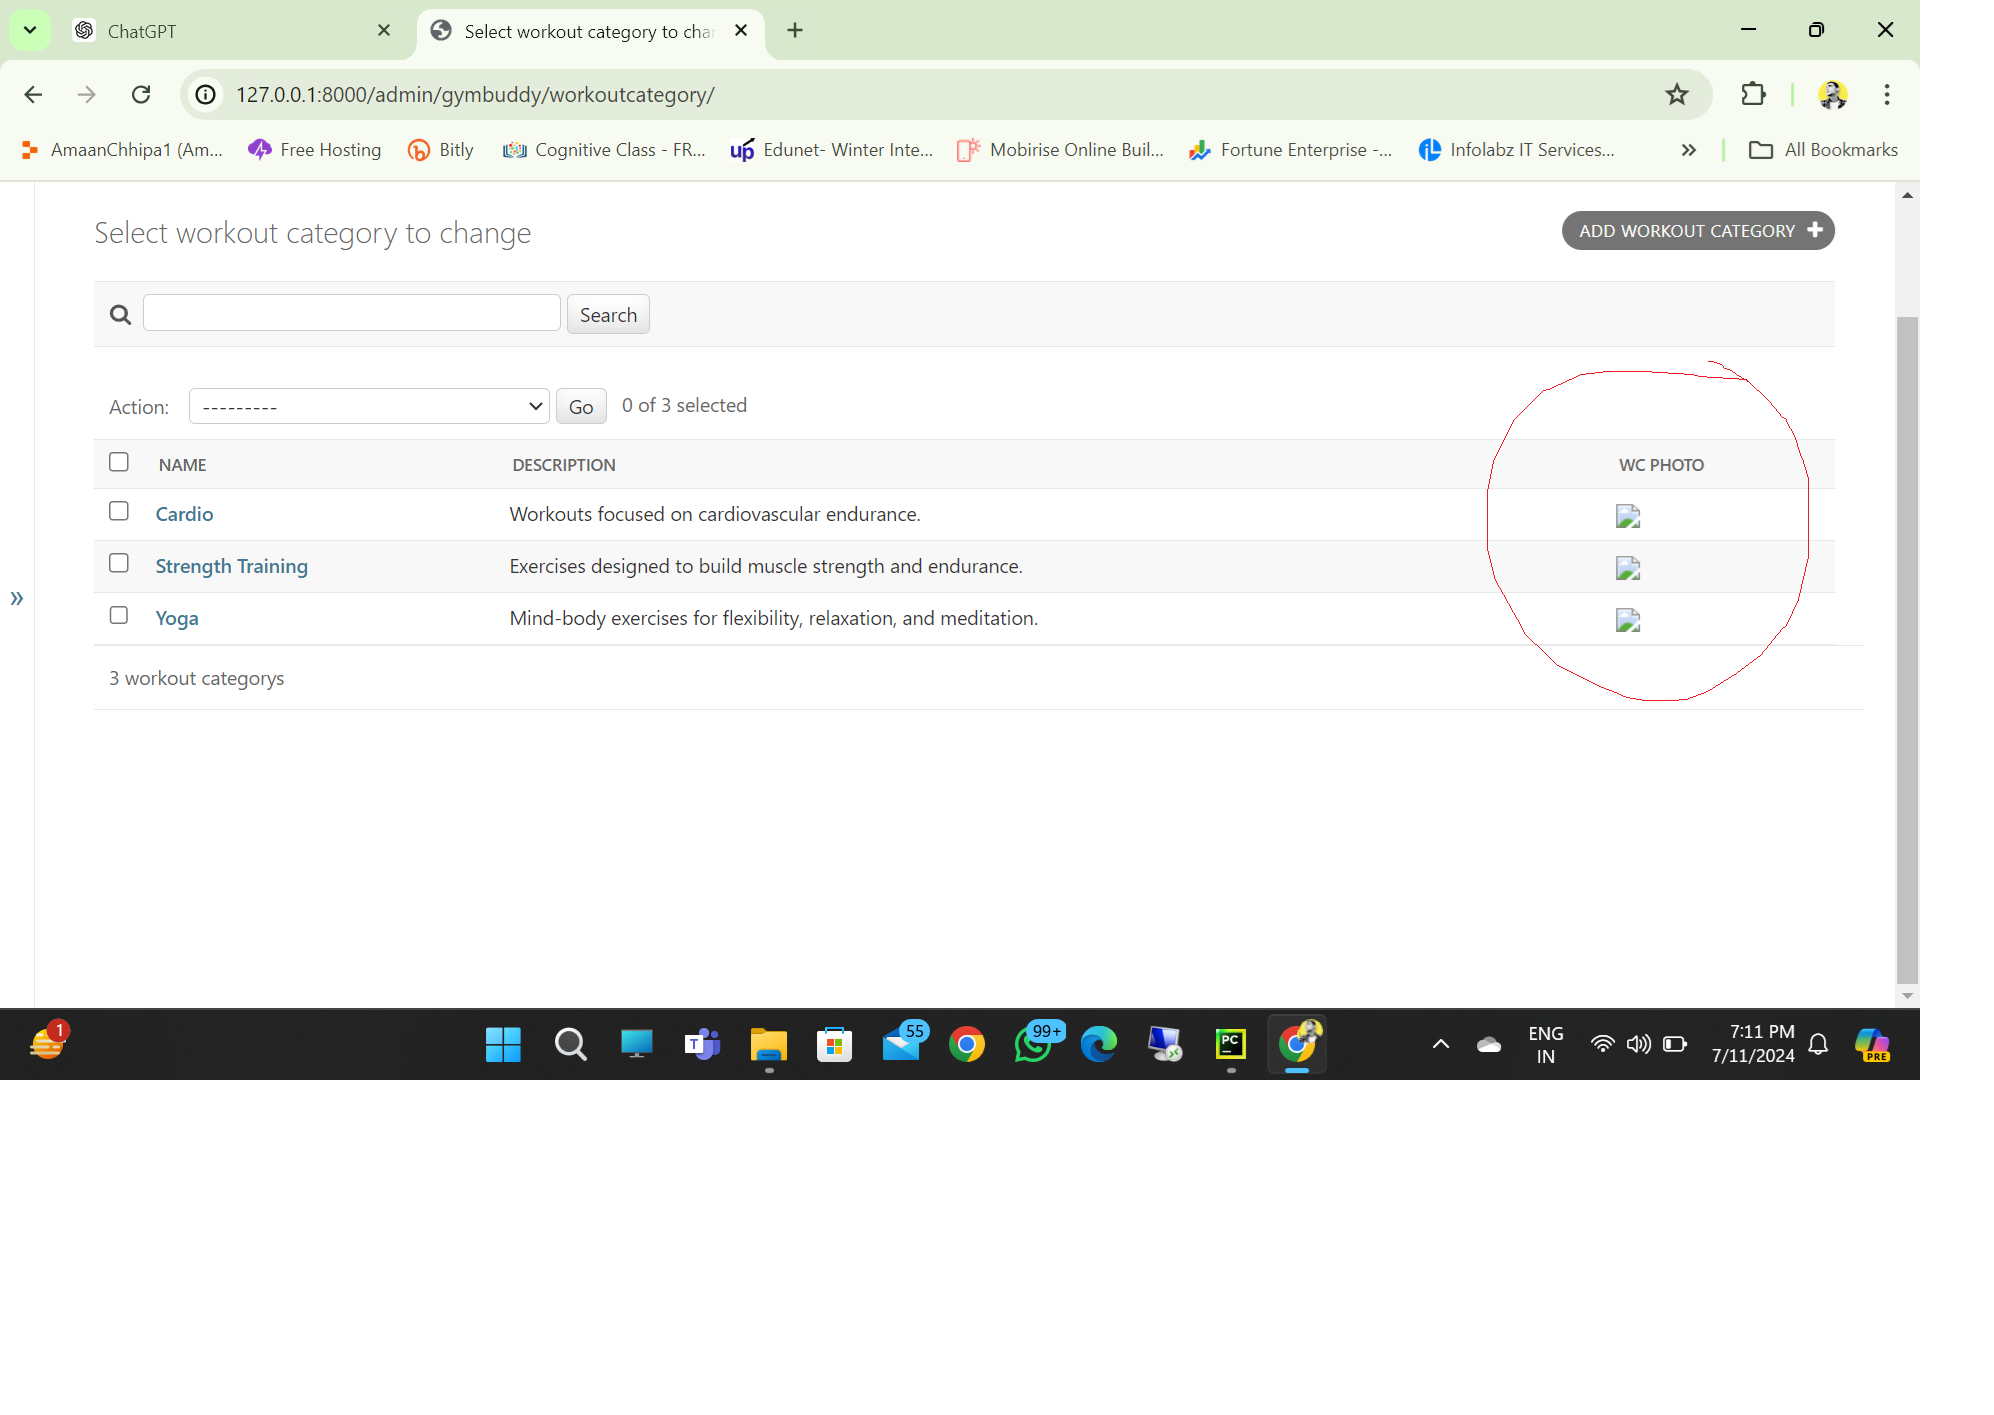 ChatGPT
Select workout category to char
127.0.0.1:8000/admin/gymbuddy/workoutcategory/
AmaanChhipa1 (Am...
Free Hosting
Bitly
Cognitive Class - FR...
Edunet- Winter Inte...
Mobirise Online Buil...
Fortune Enterprise -...
Infolabz IT Services...
»
All Bookmarks
Select workout category to change
ADD WORKOUT CATEGORY +
Search
Action: --------- Go 0 of 3 selected
NAME DESCRIPTION WC PHOTO
Cardio Workouts focused on cardiovascular endurance.
Strength Training Exercises designed to build muscle strength and endurance.
»
Yoga Mind-body exercises for flexibility, relaxation, and meditation.
3 workout categorys
1
T
55
99+
PC
ENG
IN
7:11 PM
7/11/2024
PRE